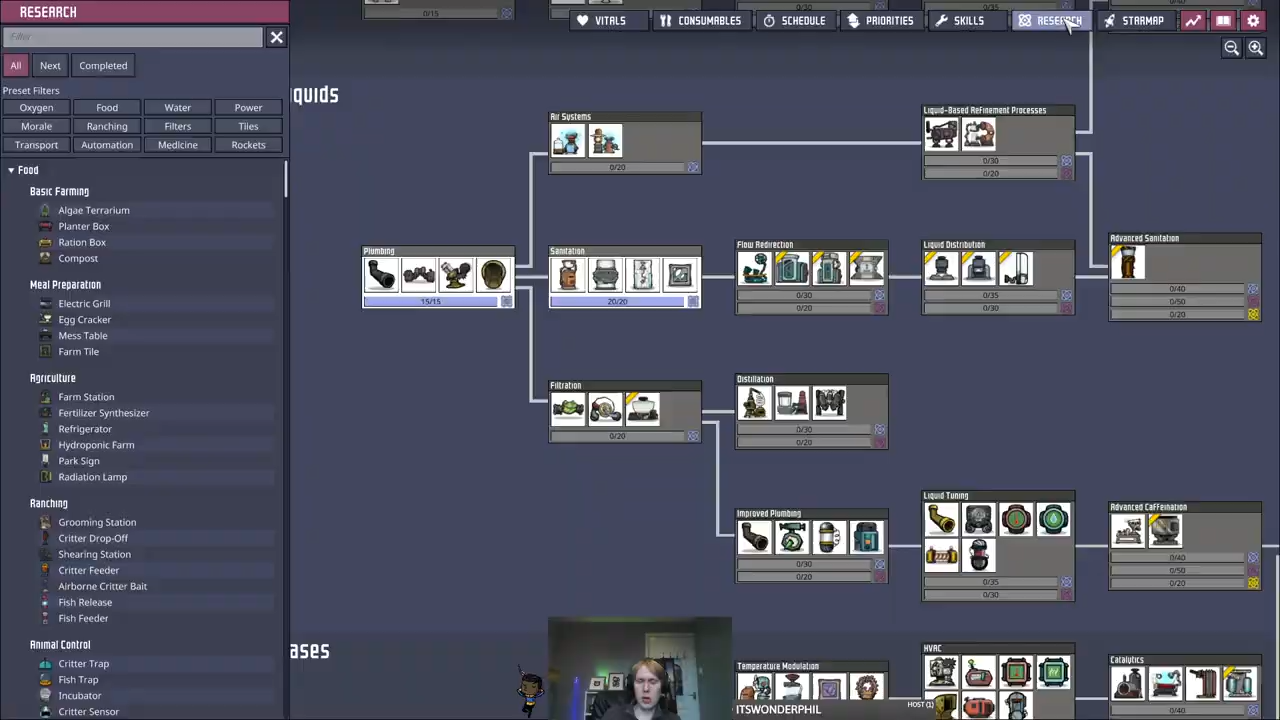 RESEARCH
0/15
VITALS
CONSUMABLES
SCHEDULE
PRIORITIES
SKILLS
RESEARCH
STARMAP
Filter...
All
Next
Completed
Preset Filters
Oxygen
Food
Water
Power
Morale
Ranching
Filters
Tiles
Transport
Automation
Medicine
Rockets
Food
Basic Farming
Algae Terrarium
Planter Box
Ration Box
Compost
Meal Preparation
Electric Grill
Egg Cracker
Mess Table
Farm Tile
Agriculture
Farm Station
Fertilizer Synthesizer
Refrigerator
Hydroponic Farm
Park Sign
Radiation Lamp
Ranching
Grooming Station
Critter Drop-Off
Shearing Station
Critter Feeder
Airborne Critter Bait
Fish Release
Fish Feeder
Animal Control
Critter Trap
Fish Trap
Incubator
Critter Sensor
quids
Air Systems
0/20
Liquid-Based Refinement Processes
0/30
0/20
Plumbing
15/15
Sanitation
20/20
Flow Redirection
0/30
0/20
Liquid Distribution
0/35
0/30
Advanced Sanitation
0/40
0/50
0/20
Filtration
0/20
Distillation
0/30
0/20
Improved Plumbing
0/30
0/20
Liquid Tuning
0/35
0/30
Advanced Caffeination
0/40
0/50
0/20
ases
Temperature Modulation
HVAC
Catalytics
0/40
ITSWONDERPHIL
HOST (1)